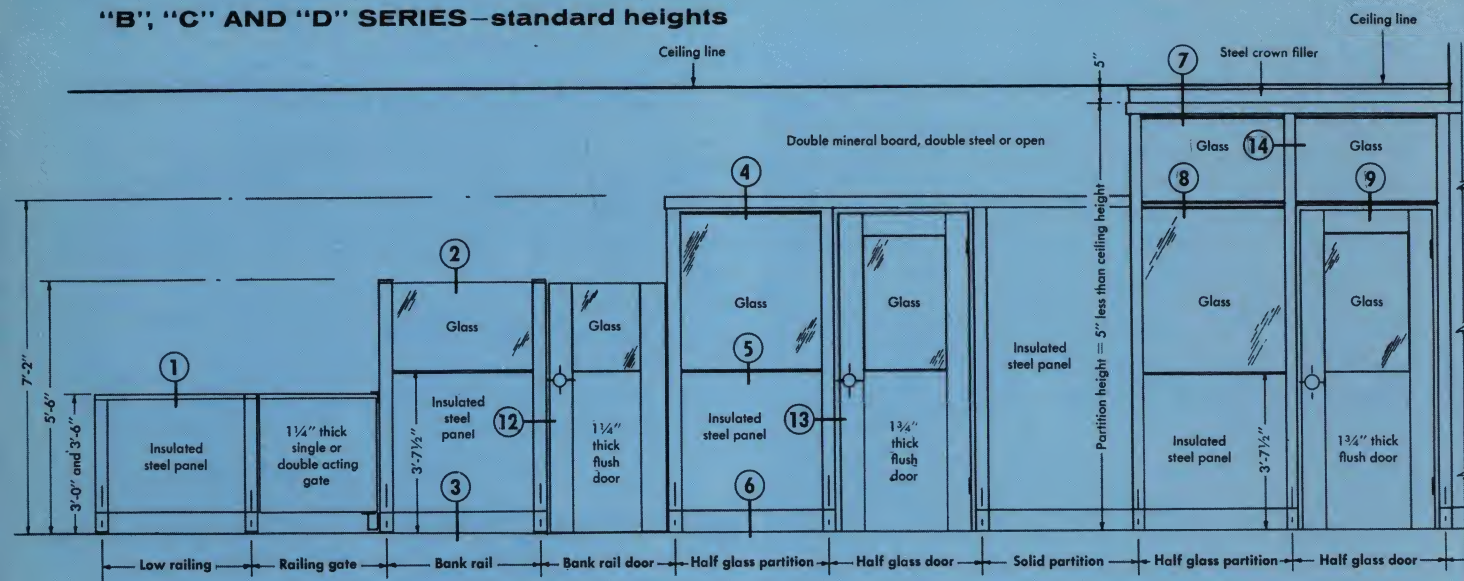 "B", "C" AND "D" SERIES—standard heights
Ceiling line
Ceiling line
Steel crown filler
5"
7
Double mineral board, double steel or open
Glass
14
Glass
4
8
9
2
7'-2"
5'-6"
3'-0" and 3'-6"
Partition height = 5" less than ceiling height
Glass
Glass
Glass
Glass
Glass
Glass
1
5
Insulated
steel panel
Insulated
steel panel
1¼" thick
single or
double acting
gate
Insulated
steel
panel
3'-7½"
12
1¼"
thick
flush
door
Insulated
steel panel
13
1¾"
thick
flush
door
Insulated
steel panel
3'-7½"
1¾" thick
flush door
3
6
Low railing
Railing gate
Bank rail
Bank rail door
Half glass partition
Half glass door
Solid partition
Half glass partition
Half glass door